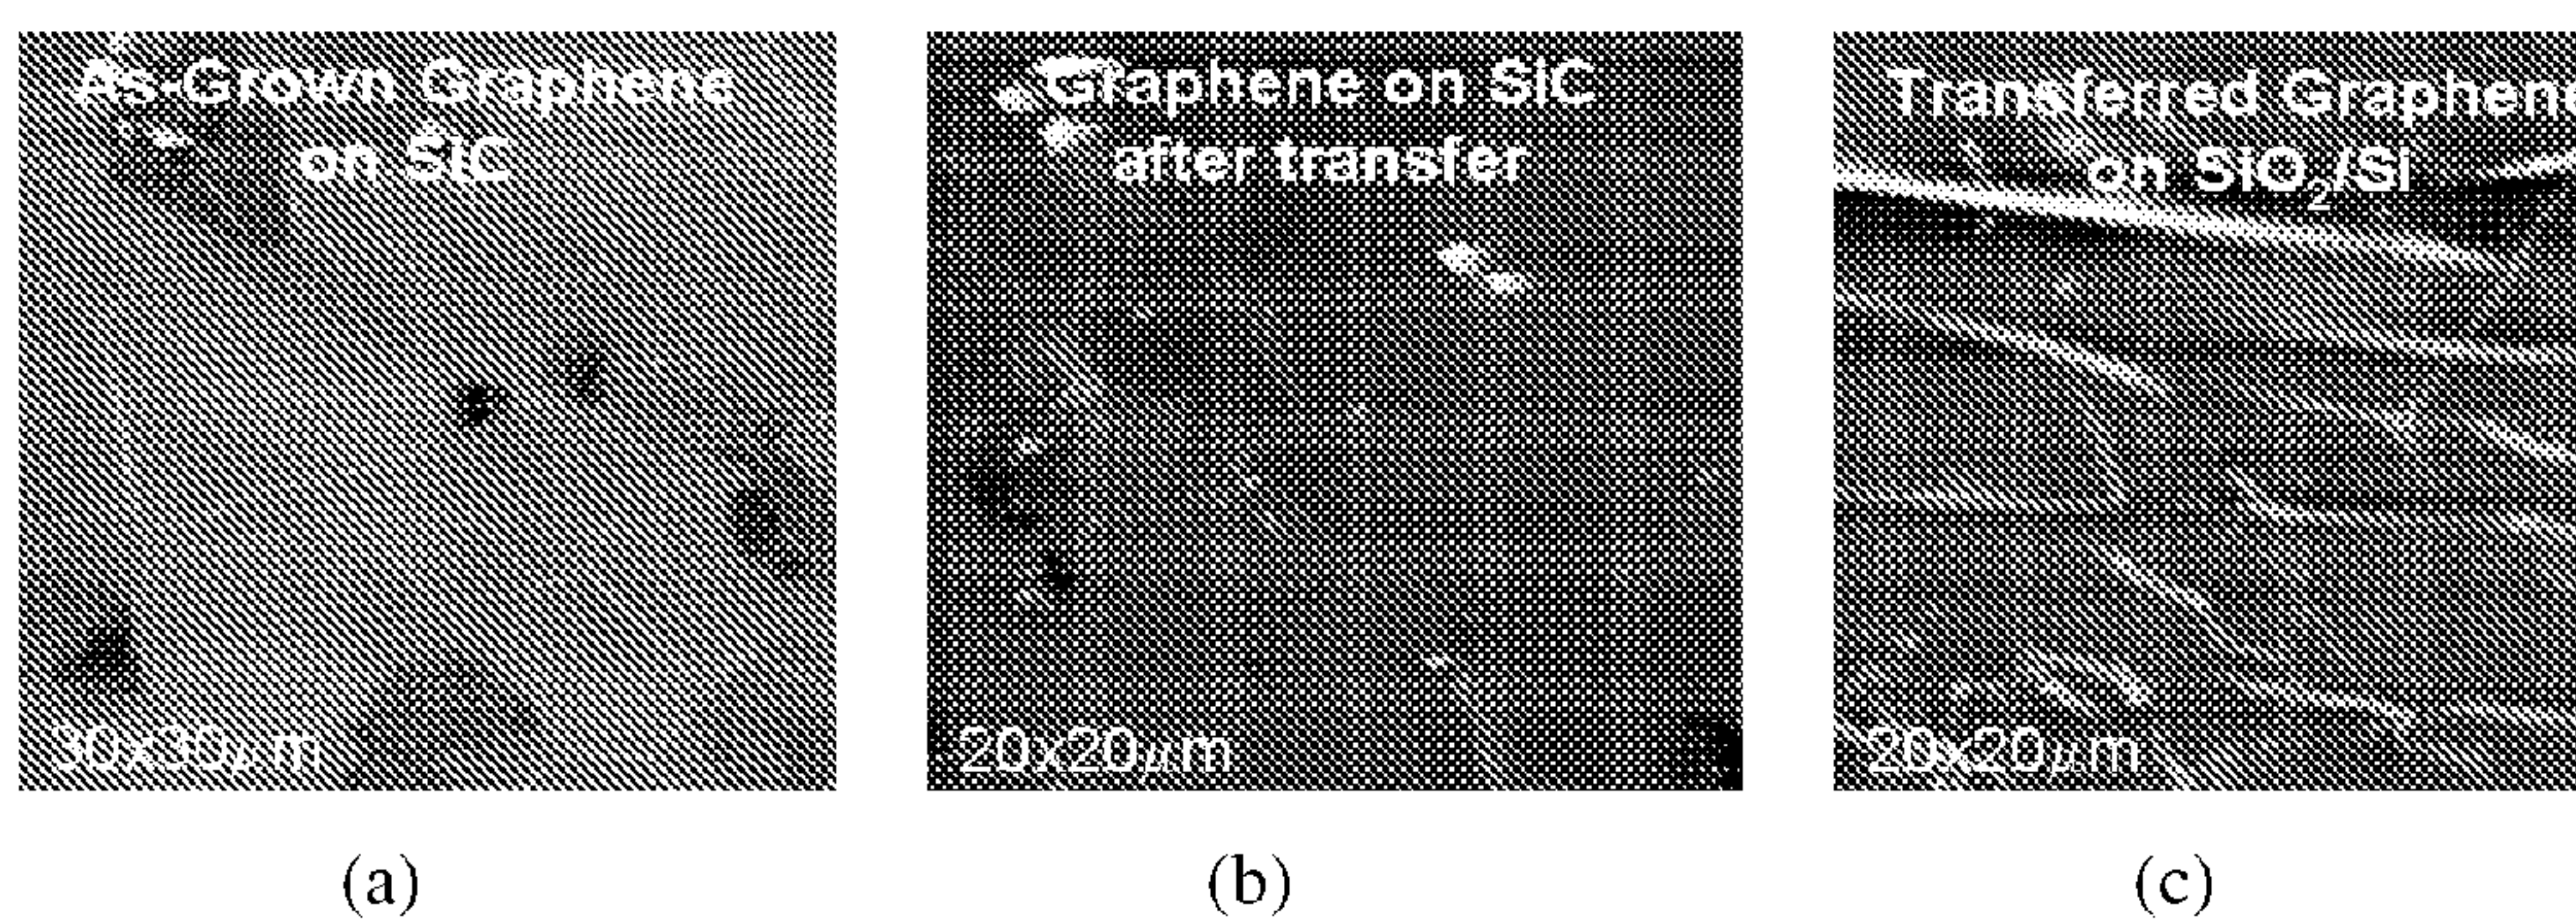 As-Grown Graphene
on SiC
30x30μm
(a)
Graphene on SiC
after transfer
20x20μm
(b)
Transferred Graphene
on SiO₂/Si
20x20μm
(c)